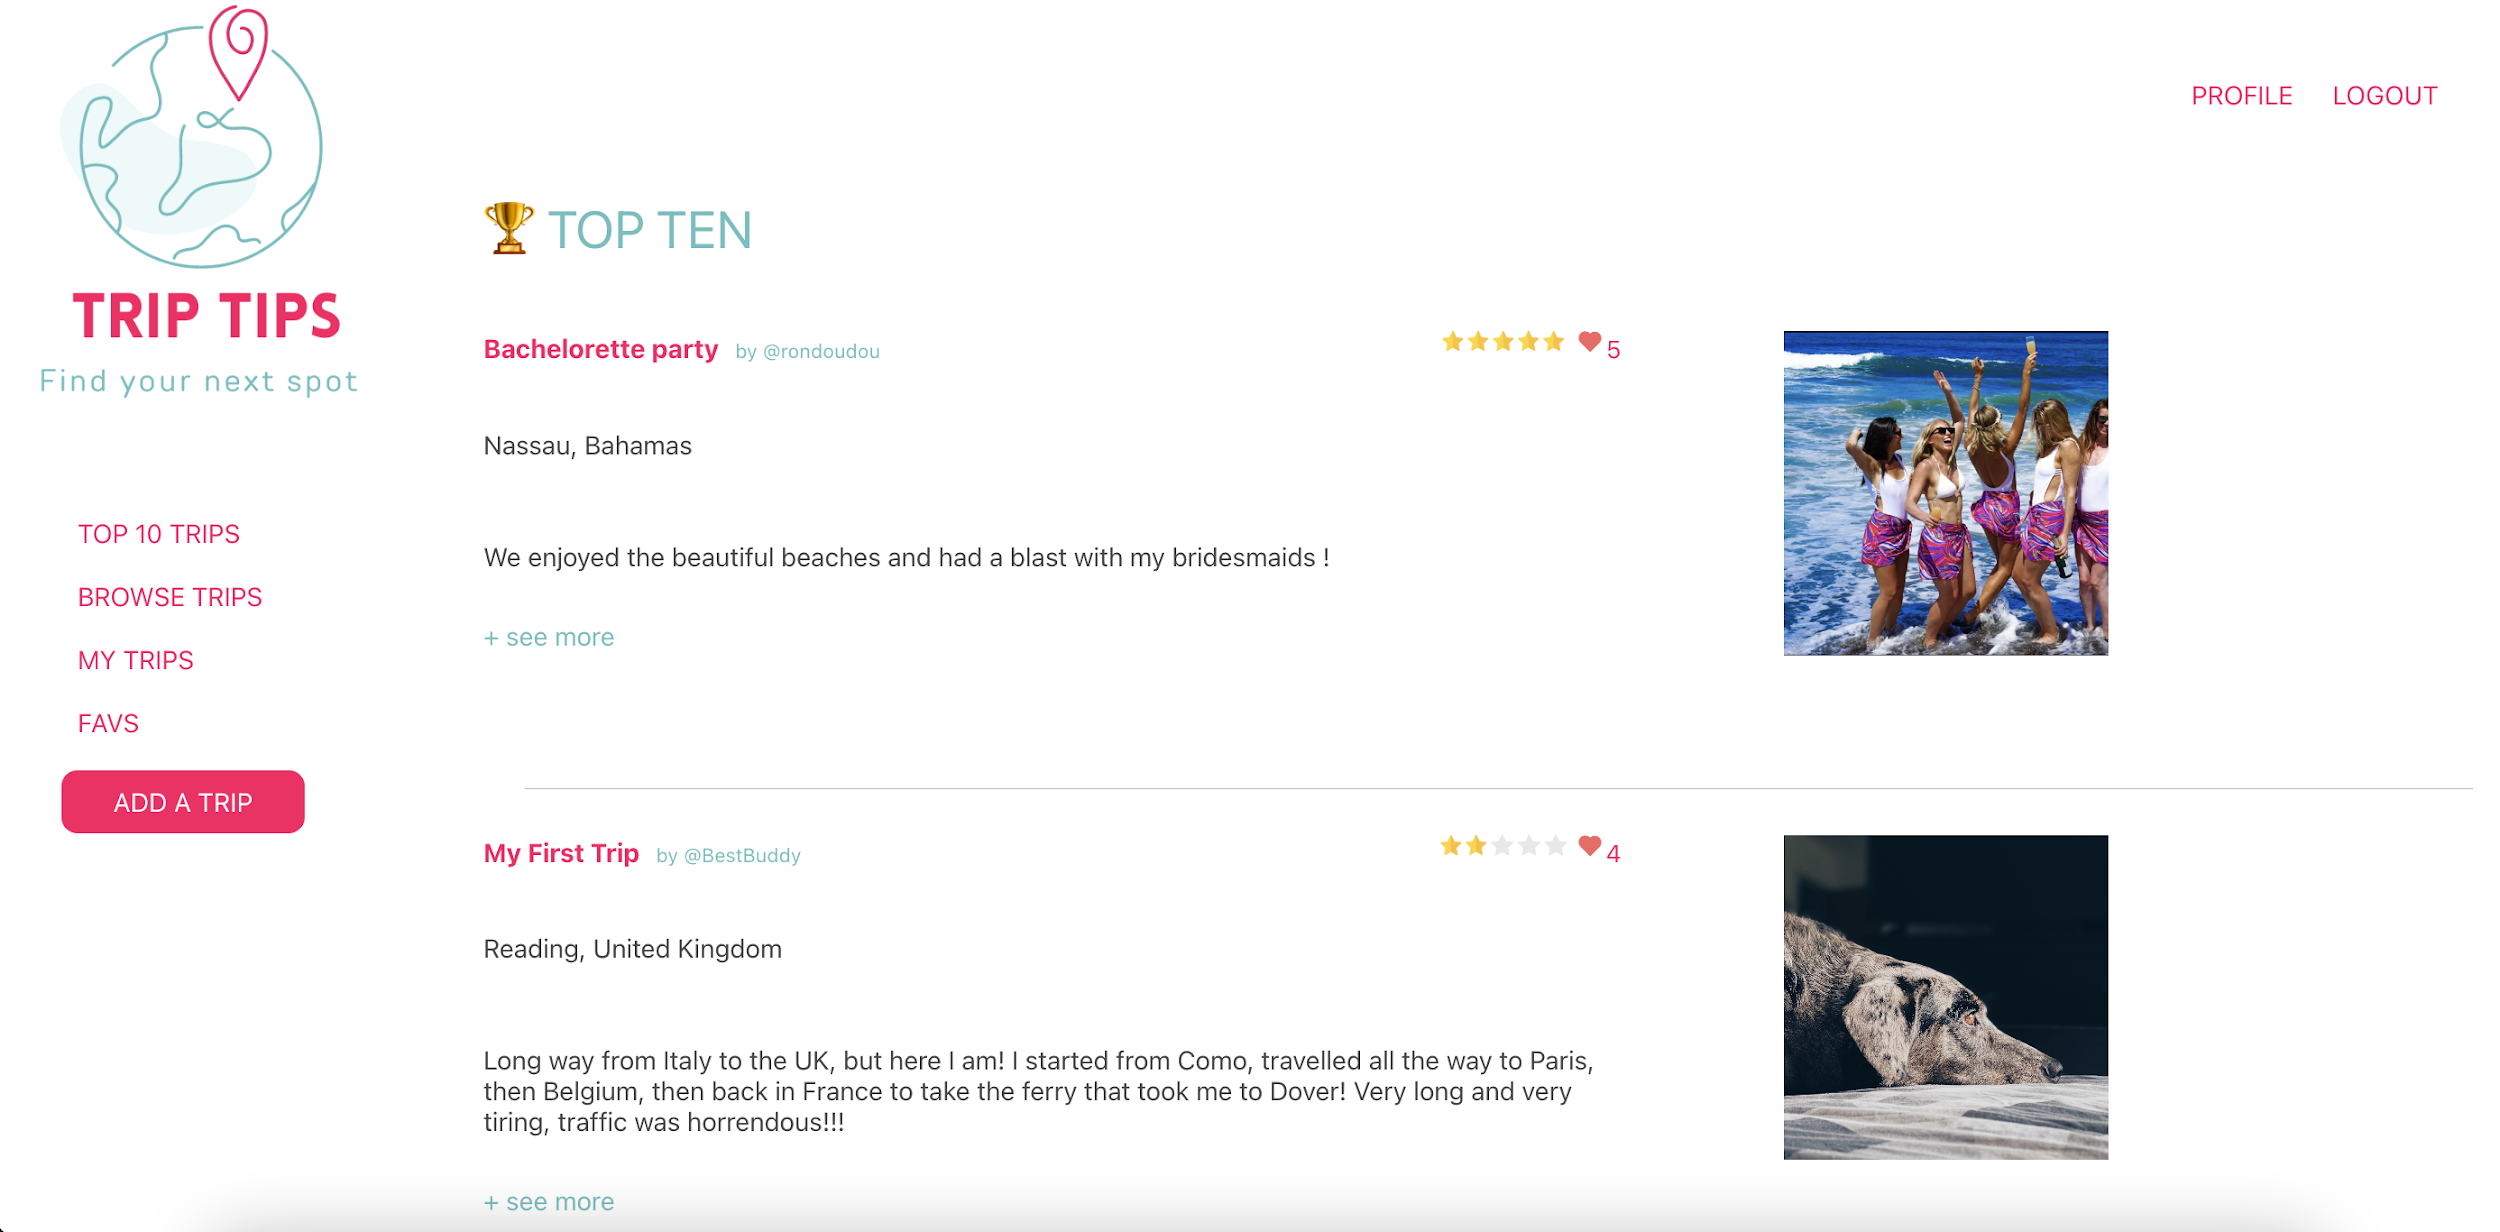 TRIP TIPS
Find your next spot
TOP 10 TRIPS
BROWSE TRIPS
MY TRIPS
FAVS
ADD A TRIP
PROFILE LOGOUT
🏆 TOP TEN
Bachelorette party by @rondoudou ⭐⭐⭐⭐⭐ ❤ 5
Nassau, Bahamas
We enjoyed the beautiful beaches and had a blast with my bridesmaids !
+ see more
My First Trip by @BestBuddy ⭐⭐ ❤ 4
Reading, United Kingdom
Long way from Italy to the UK, but here I am! I started from Como, travelled all the way to Paris,
then Belgium, then back in France to take the ferry that took me to Dover! Very long and very
tiring, traffic was horrendous!!!
+ see more